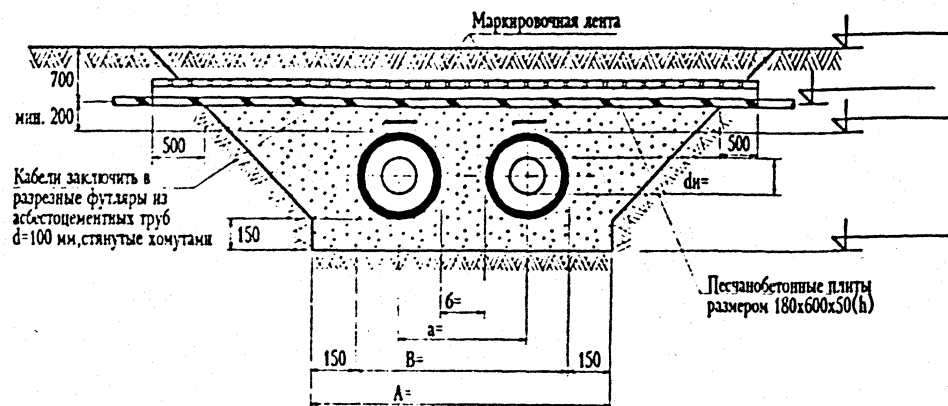 Маркировочная лента
700
мин. 200
500
500
Кабели заключить в
разрезные футляры из
асбестоцементных труб
d=100 мм,стянутые хомутами
dн=
150
Песчанобетонные плиты
размером 180х600х50(h)
б=
а=
150
В=
150
А=